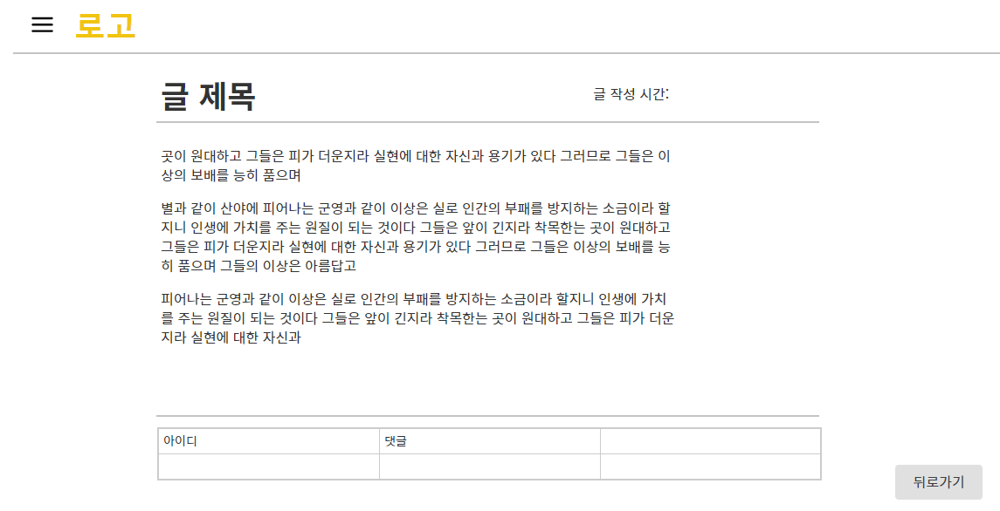 로고
글 제목
글 작성 시간:
곳이 원대하고 그들은 피가 더운지라 실현에 대한 자신과 용기가 있다 그러므로 그들은 이
상의 보배를 능히 품으며
별과 같이 산야에 피어나는 군영과 같이 이상은 실로 인간의 부패를 방지하는 소금이라 할
지니 인생에 가치를 주는 원질이 되는 것이다 그들은 앞이 긴지라 착목한는 곳이 원대하고
그들은 피가 더운지라 실현에 대한 자신과 용기가 있다 그러므로 그들은 이상의 보배를 능
히 품으며 그들의 이상은 아름답고
피어나는 군영과 같이 이상은 실로 인간의 부패를 방지하는 소금이라 할지니 인생에 가치
를 주는 원질이 되는 것이다 그들은 앞이 긴지라 착목한는 곳이 원대하고 그들은 피가 더운
지라 실현에 대한 자신과
아이디
댓글
뒤로가기